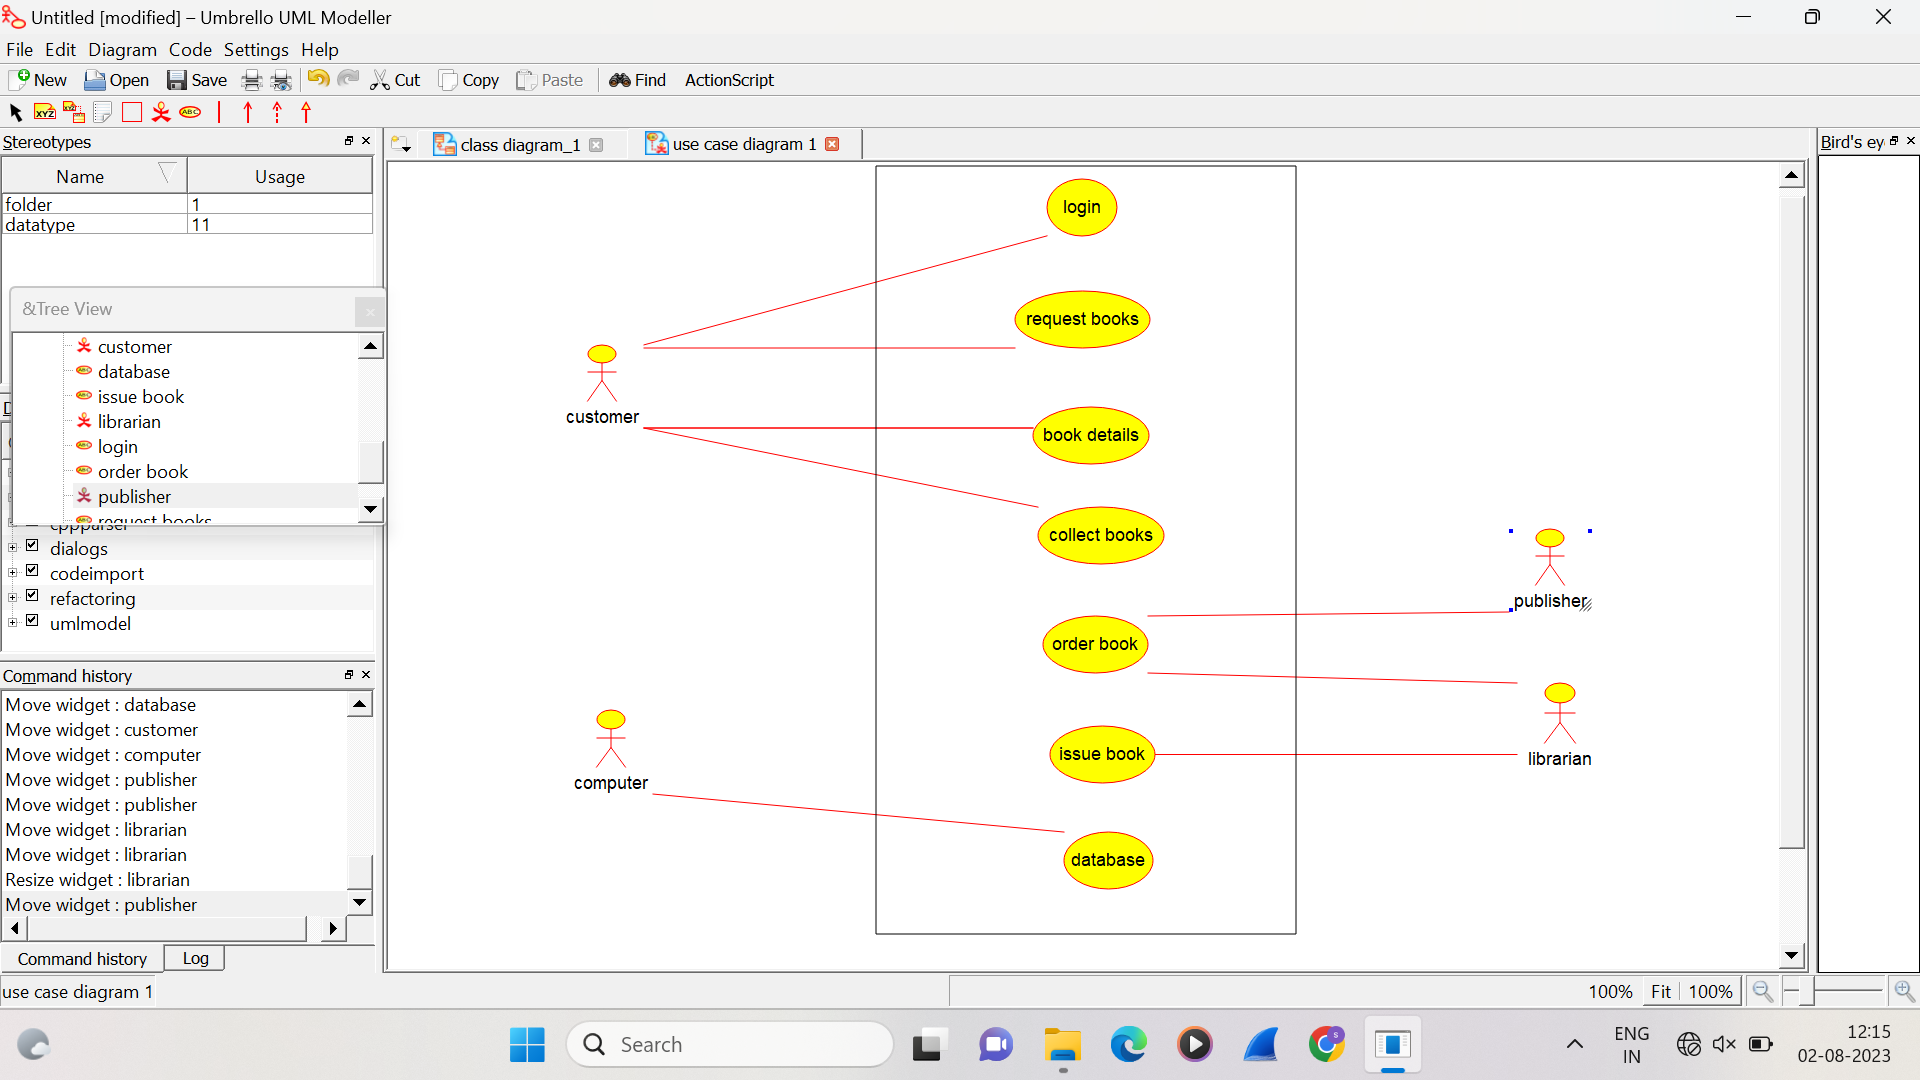 Untitled [modified] – Umbrello UML Modeller
File Edit Diagram Code Settings Help
New Open Save Cut Copy Paste Find ActionScript
Stereotypes
Name Usage
folder 1
datatype 11
&Tree View
customer
database
issue book
librarian
login
order book
publisher
request books
cppparser
dialogs
codeimport
refactoring
umlmodel
Command history
Move widget : database
Move widget : customer
Move widget : computer
Move widget : publisher
Move widget : publisher
Move widget : librarian
Move widget : librarian
Resize widget : librarian
Move widget : publisher
Command history Log
use case diagram 1
class diagram_1 use case diagram 1
login
request books
customer
book details
collect books
publisher
order book
computer
issue book
librarian
database
Bird's ey
100% Fit 100%
Search
ENG
IN
12:15
02-08-2023